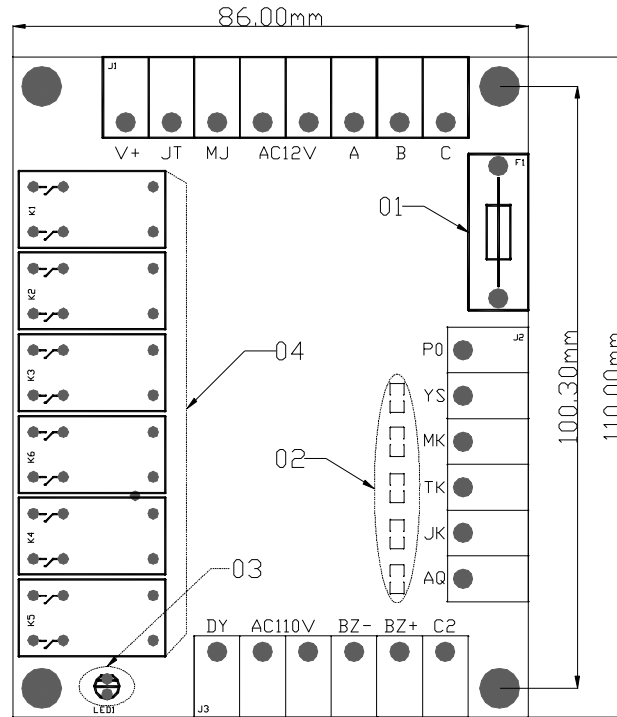 86.00mm
J1
V+ JT MJ AC12V A B C
F1
01
K1
K2
K3
K6
K4
K5
04
J2
P0
YS
MK
TK
JK
AQ
02
100.30mm
110.00mm
03
DY AC110V BZ- BZ+ C2
LED1
J3